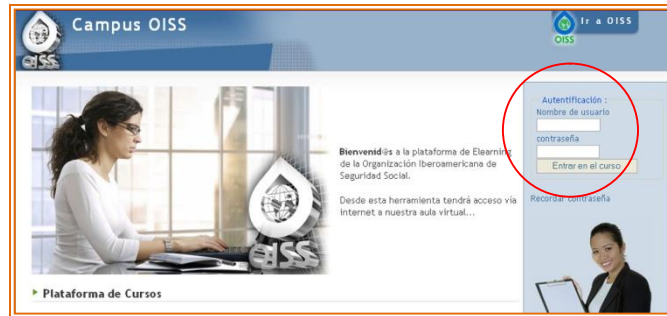 Campus OISS
Ir a OISS
OISS
OISS
Autentificación :
Nombre de usuario
contraseña
Entrar en el curso
Recordar contraseña
Bienvenid@s a la plataforma de Elearning
de la Organización Iberoamericana de
Seguridad Social.
Desde esta herramienta tendrá acceso vía
internet a nuestra aula virtual...
OISS
Plataforma de Cursos